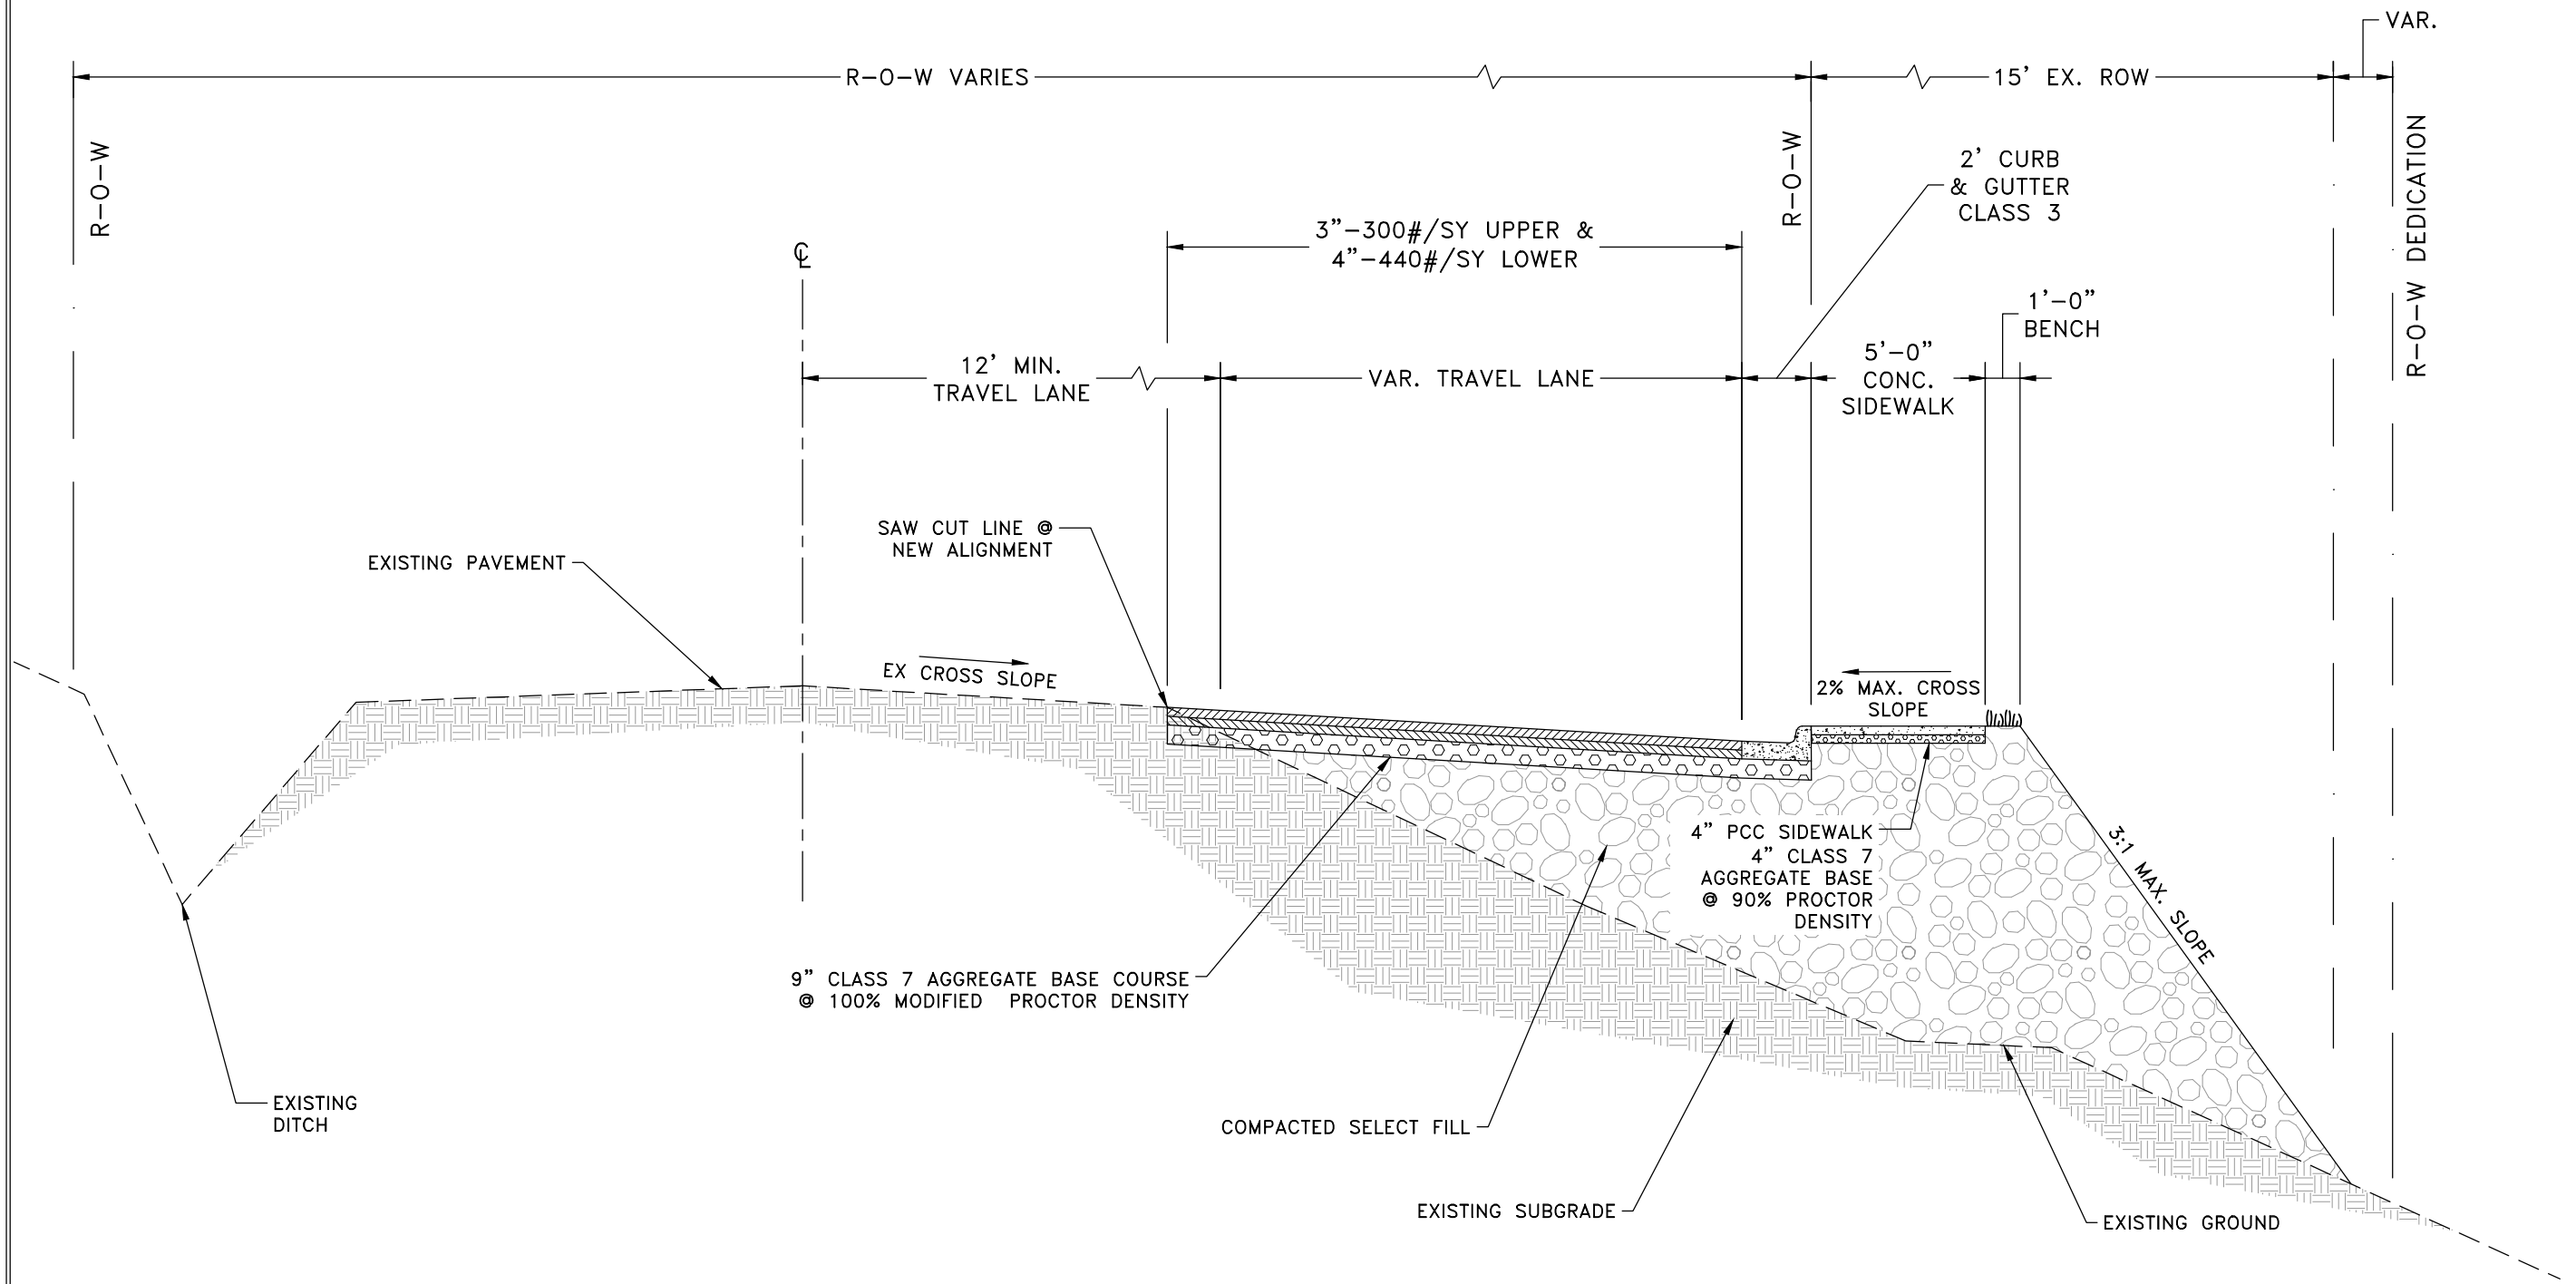 VAR.
R-O-W VARIES
15' EX. ROW
R-O-W
R-O-W
R-O-W DEDICATION
2' CURB
& GUTTER
CLASS 3
3"-300#/SY UPPER &
4"-440#/SY LOWER
℄
1'-0"
BENCH
12' MIN.
TRAVEL LANE
VAR. TRAVEL LANE
5'-0"
CONC.
SIDEWALK
SAW CUT LINE @
NEW ALIGNMENT
EXISTING PAVEMENT
EX CROSS SLOPE
2% MAX. CROSS
SLOPE
4" PCC SIDEWALK
4" CLASS 7
AGGREGATE BASE
@ 90% PROCTOR
DENSITY
3:1 MAX. SLOPE
9" CLASS 7 AGGREGATE BASE COURSE
@ 100% MODIFIED PROCTOR DENSITY
EXISTING
DITCH
COMPACTED SELECT FILL
EXISTING SUBGRADE
EXISTING GROUND